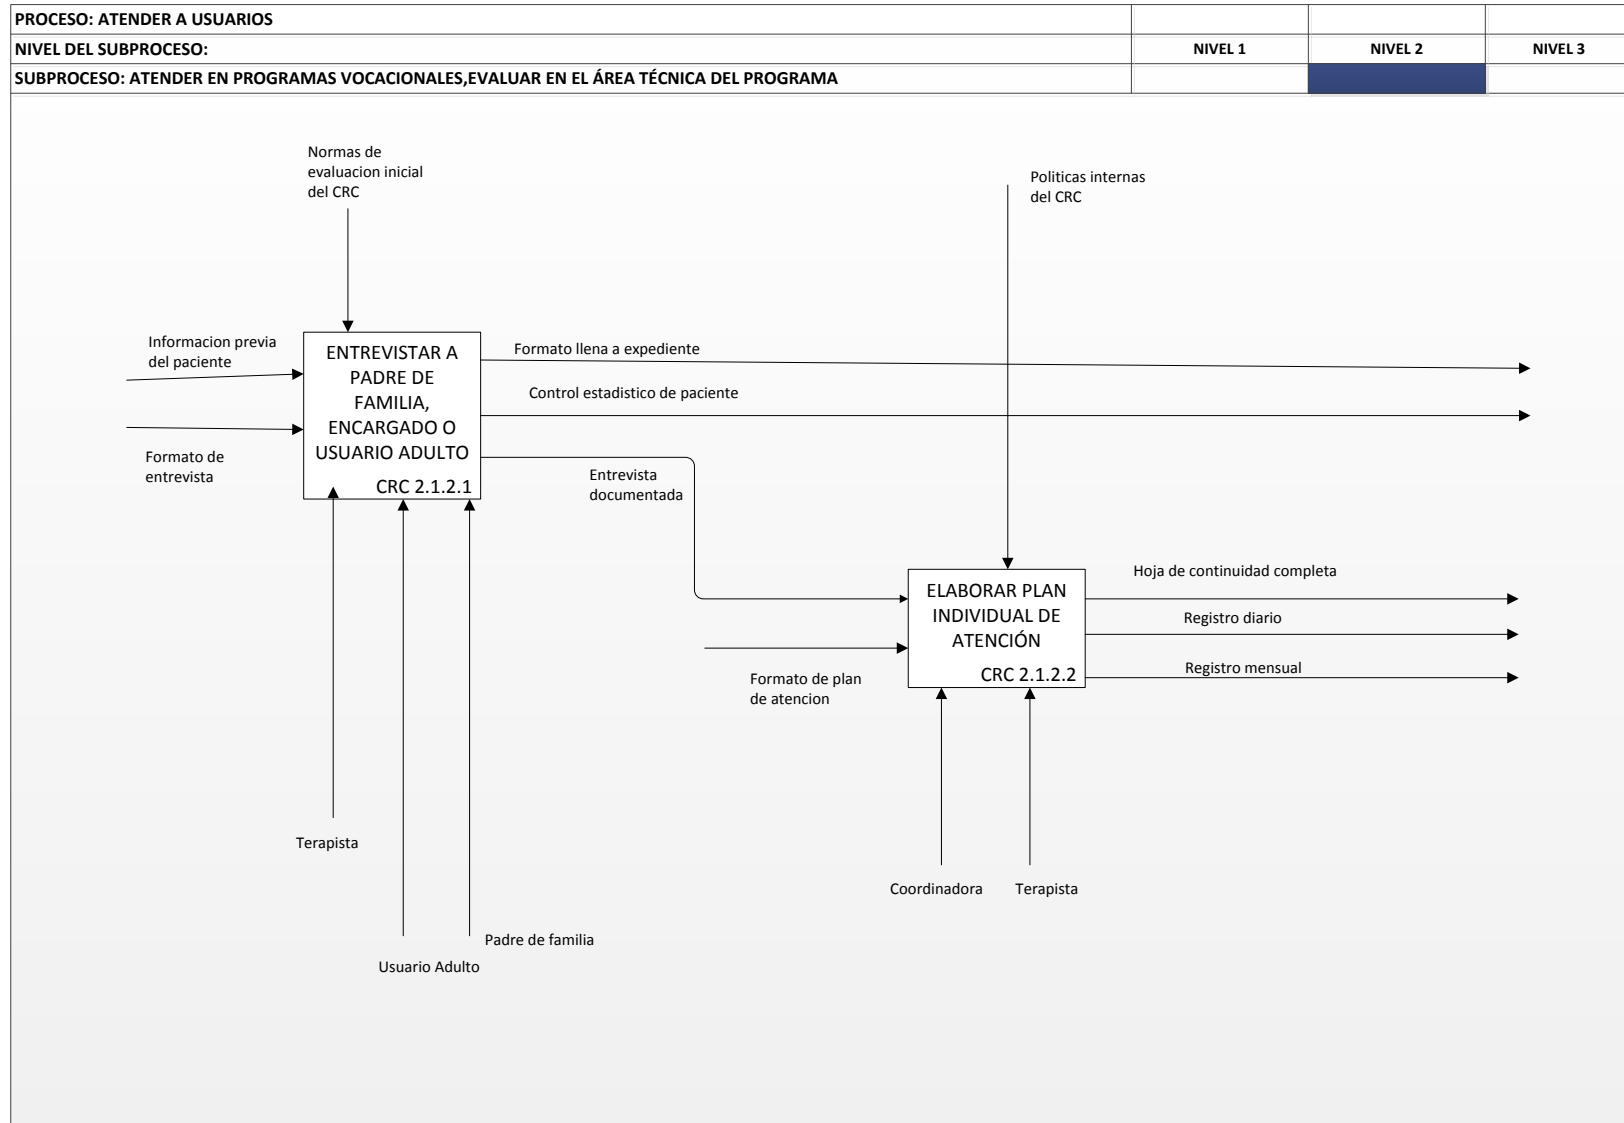 PROCESO: ATENDER A USUARIOS
NIVEL DEL SUBPROCESO:
NIVEL 1
NIVEL 2
NIVEL 3
SUBPROCESO: ATENDER EN PROGRAMAS VOCACIONALES,EVALUAR EN EL ÁREA TÉCNICA DEL PROGRAMA
Normas de
evaluacion inicial
del CRC
Politicas internas
del CRC
Informacion previa
del paciente
Formato de
entrevista
ENTREVISTAR A
PADRE DE
FAMILIA,
ENCARGADO O
USUARIO ADULTO
CRC 2.1.2.1
Formato llena a expediente
Control estadistico de paciente
Entrevista
documentada
ELABORAR PLAN
INDIVIDUAL DE
ATENCIÓN
CRC 2.1.2.2
Hoja de continuidad completa
Registro diario
Registro mensual
Formato de plan
de atencion
Terapista
Coordinadora
Terapista
Padre de familia
Usuario Adulto